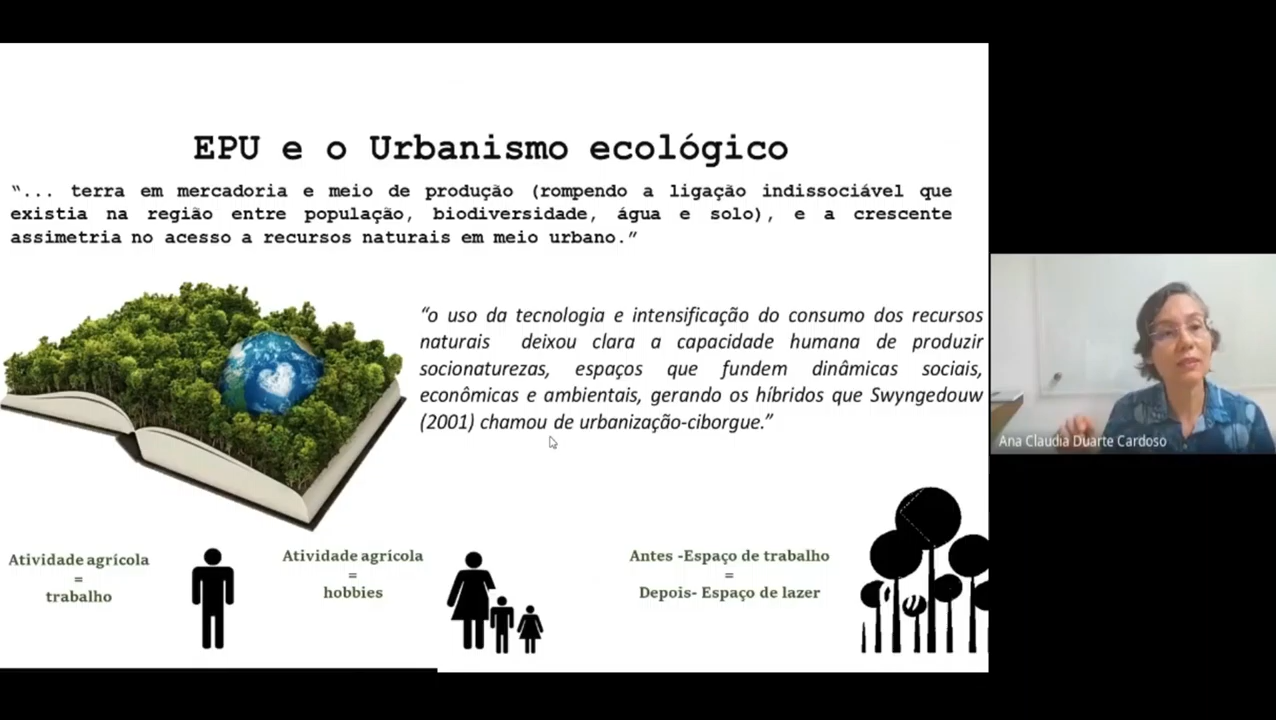 EPU e o Urbanismo ecológico
“... terra em mercadoria e meio de produção (rompendo a ligação indissociável que
existia na região entre população, biodiversidade, água e solo), e a crescente
assimetria no acesso a recursos naturais em meio urbano.”
“o uso da tecnologia e intensificação do consumo dos recursos
naturais deixou clara a capacidade humana de produzir
socionaturezas, espaços que fundem dinâmicas sociais,
econômicas e ambientais, gerando os híbridos que Swyngedouw
(2001) chamou de urbanização-ciborgue.”
Ana Claudia Duarte Cardoso
Atividade agrícola
=
trabalho
Atividade agrícola
=
hobbies
Antes -Espaço de trabalho
=
Depois- Espaço de lazer